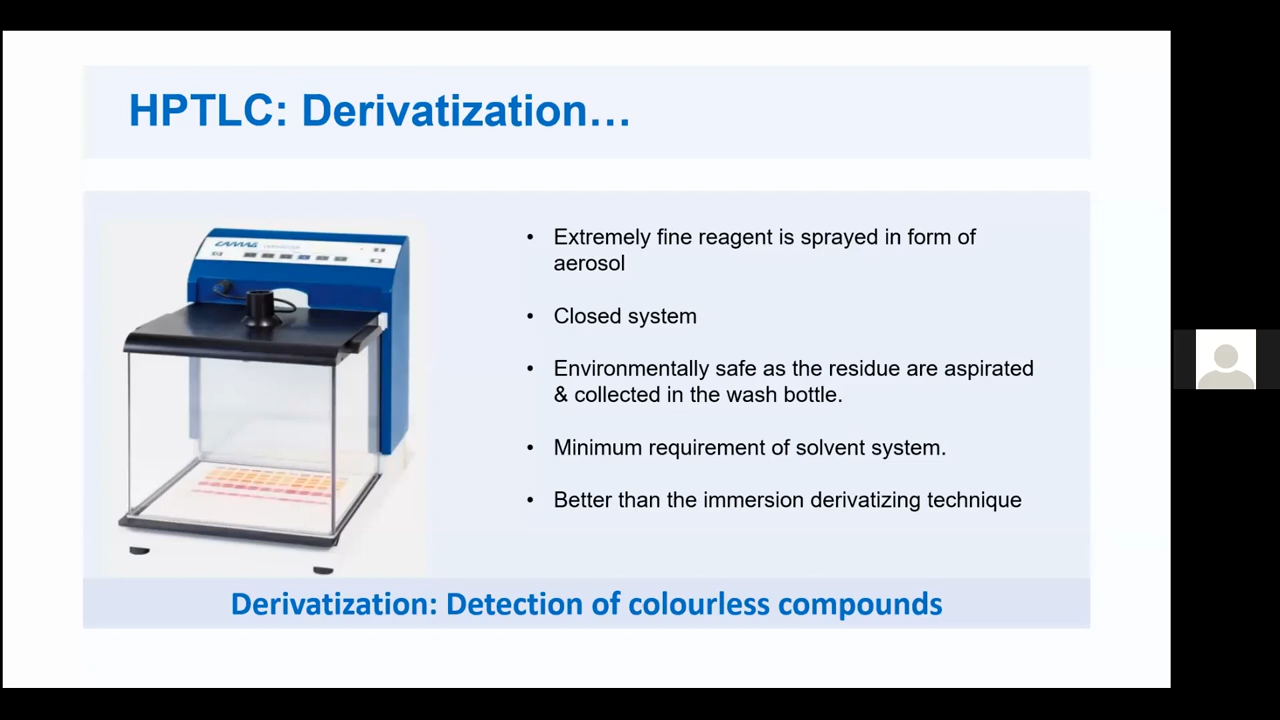 HPTLC: Derivatization…
CAMAG
• Extremely fine reagent is sprayed in form of
aerosol
• Closed system
• Environmentally safe as the residue are aspirated
& collected in the wash bottle.
• Minimum requirement of solvent system.
• Better than the immersion derivatizing technique
Derivatization: Detection of colourless compounds